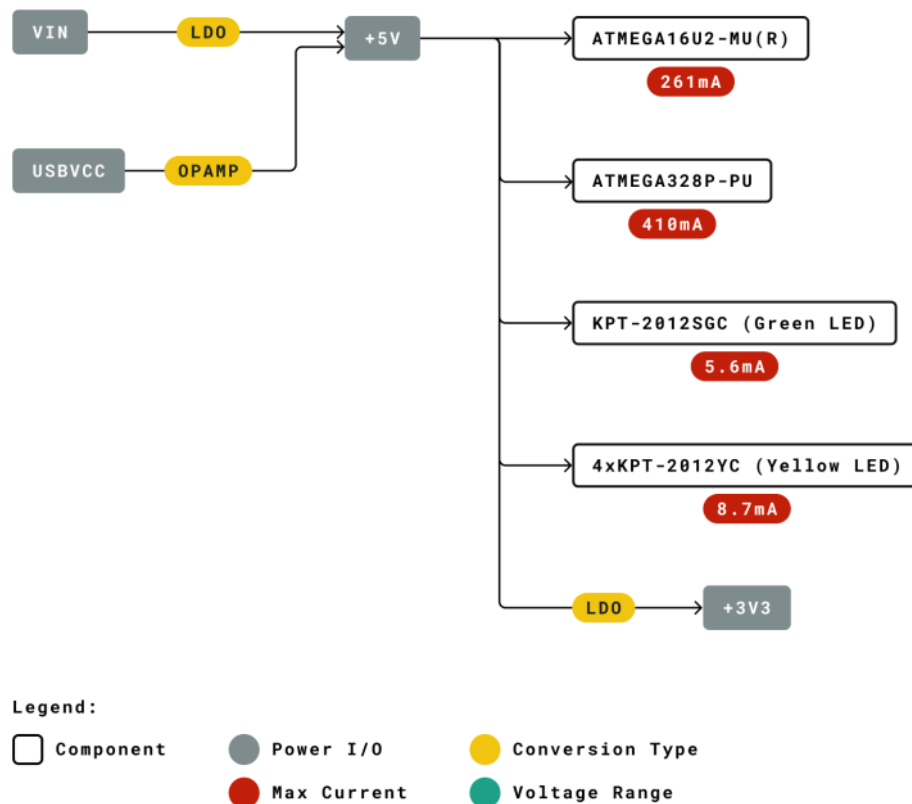 VIN
LDO
+5V
ATMEGA16U2-MU(R)
261mA
USBVCC
OPAMP
ATMEGA328P-PU
410mA
KPT-2012SGC (Green LED)
5.6mA
4xKPT-2012YC (Yellow LED)
8.7mA
LDO
+3V3
Legend:
Component
Power I/O
Conversion Type
Max Current
Voltage Range